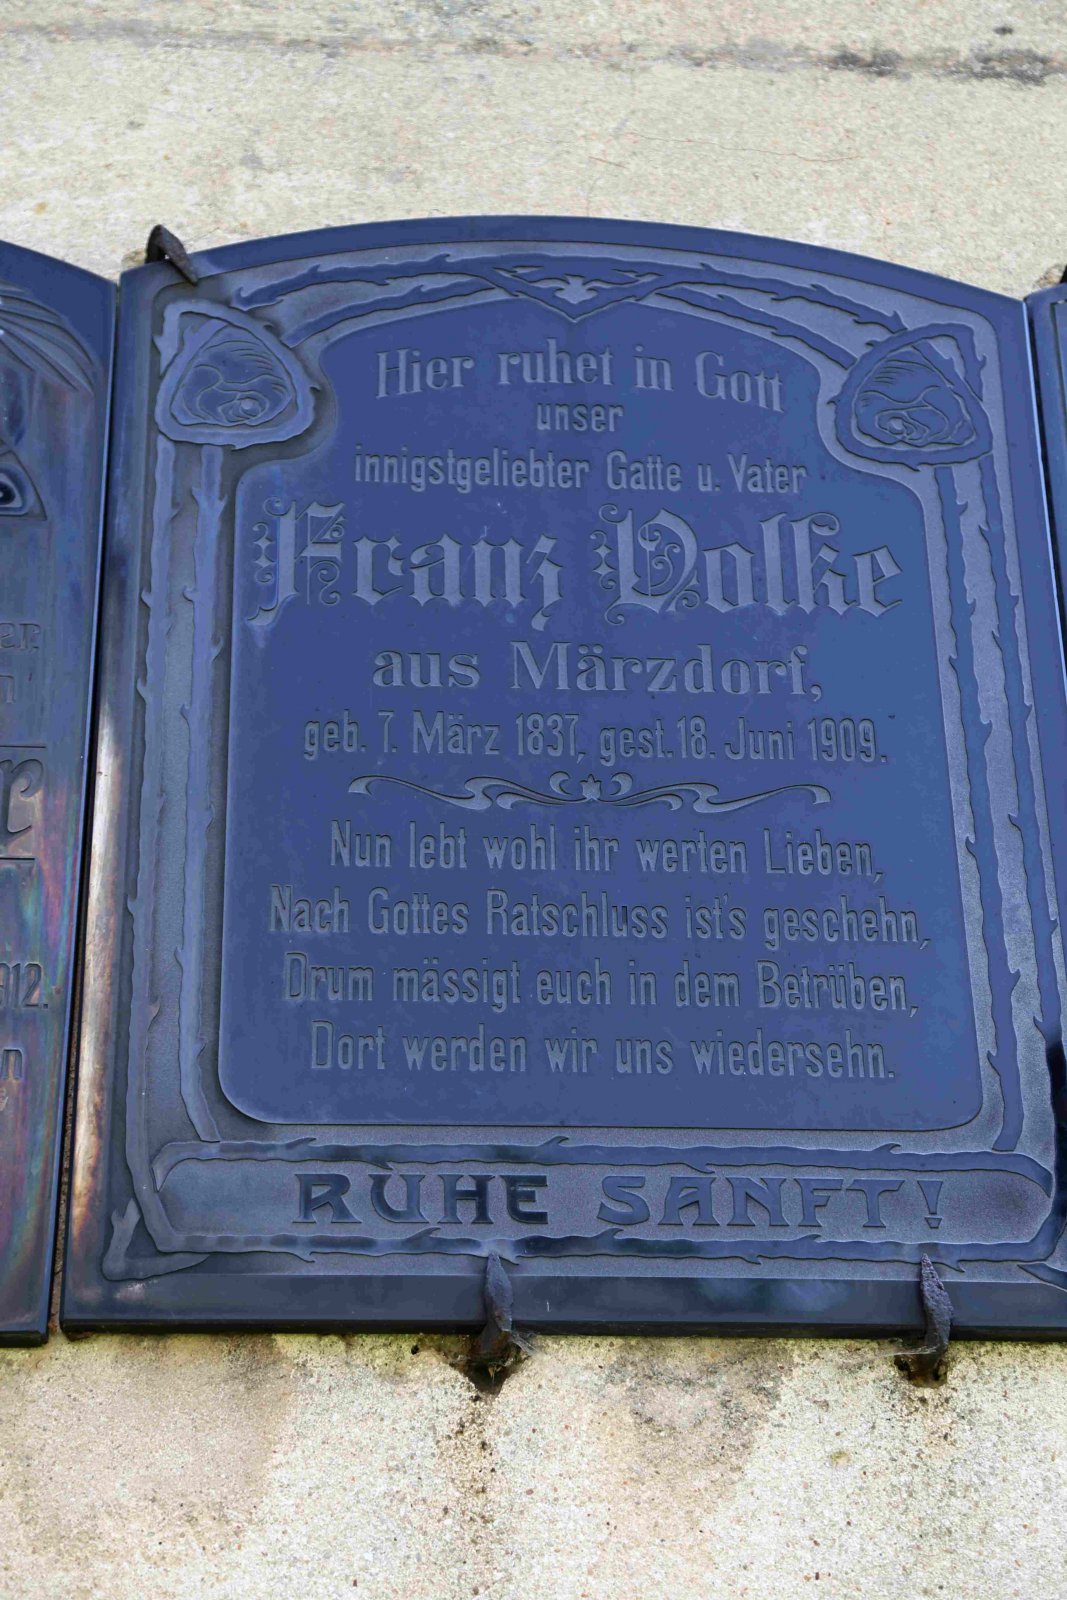 Hier ruhet in Gott
unser
innigstgeliebter Gatte u. Vater
Franz Volke
aus Märzdorf,
geb. 7. März 1837, gest. 18. Juni 1909.
Nun lebt wohl ihr werten Lieben,
Nach Gottes Ratschluss ist's geschehn,
Drum mässigt euch in dem Betrüben,
Dort werden wir uns wiedersehn.
RUHE SANFT!